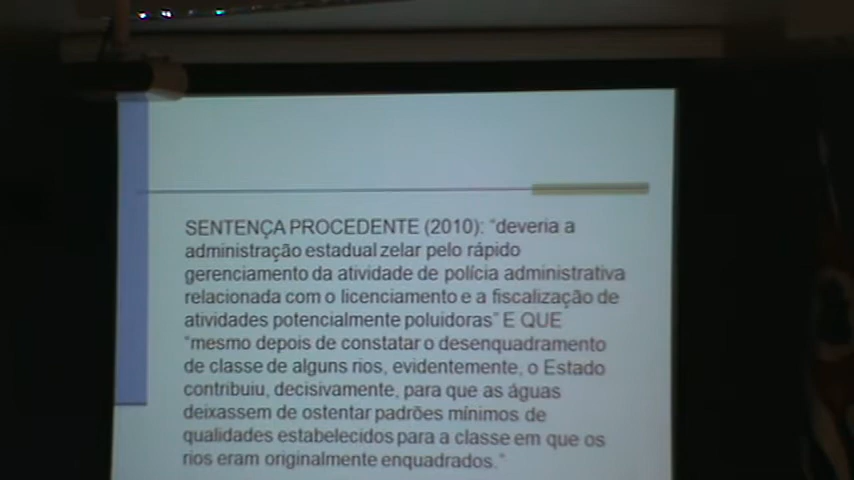 SENTENÇA PROCEDENTE (2010): "deveria a
administração estadual zelar pelo rápido
gerenciamento da atividade de polícia administrativa
relacionada com o licenciamento e a fiscalização de
atividades potencialmente poluidoras" E QUE
"mesmo depois de constatar o desenquadramento
de classe de alguns rios, evidentemente, o Estado
contribuiu, decisivamente, para que as águas
deixassem de ostentar padrões mínimos de
qualidades estabelecidos para a classe em que os
rios eram originalmente enquadrados."